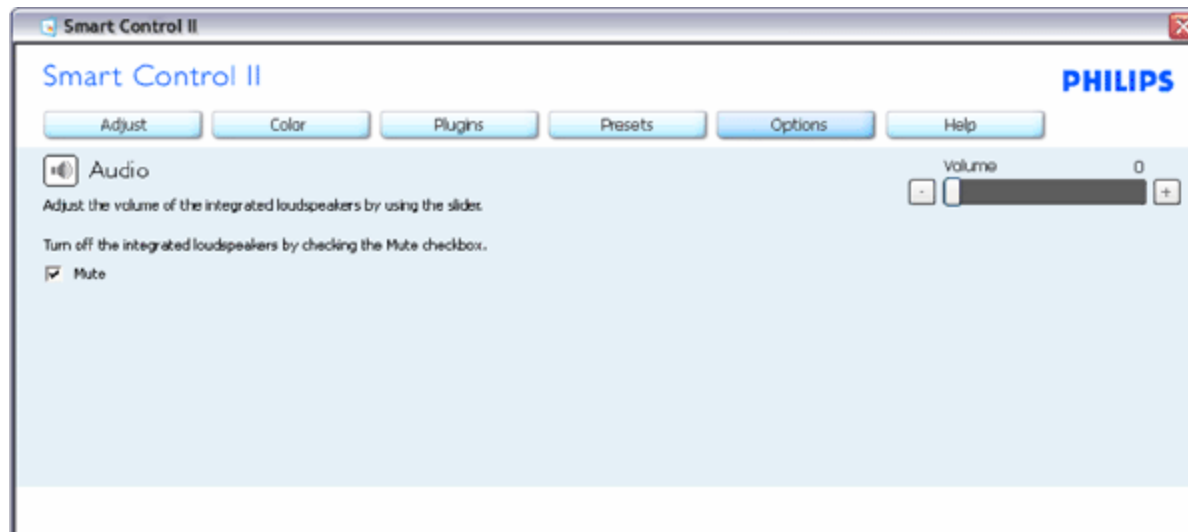 Smart Control II
Smart Control II
PHILIPS
Adjust Color Plugins Presets Options Help
Audio
Volume 0
- +
Adjust the volume of the integrated loudspeakers by using the slider.
Turn off the integrated loudspeakers by checking the Mute checkbox.
Mute